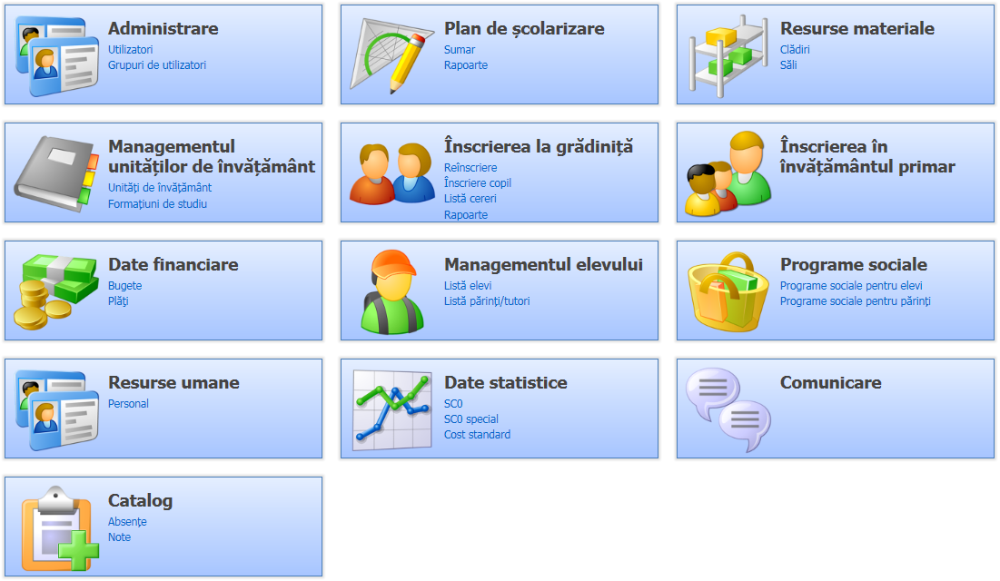 Administrare
Utilizatori
Grupuri de utilizatori
Plan de școlarizare
Sumar
Rapoarte
Resurse materiale
Clădiri
Săli
Managementul
unităților de învățământ
Unități de învățământ
Formațiuni de studiu
Înscrierea la grădiniță
Reînscriere
Înscriere copil
Listă cereri
Rapoarte
Înscrierea în
învățământul primar
Date financiare
Bugete
Plăți
Managementul elevului
Listă elevi
Listă părinți/tutori
Programe sociale
Programe sociale pentru elevi
Programe sociale pentru părinți
Resurse umane
Personal
Date statistice
SC0
SC0 special
Cost standard
Comunicare
Catalog
Absențe
Note